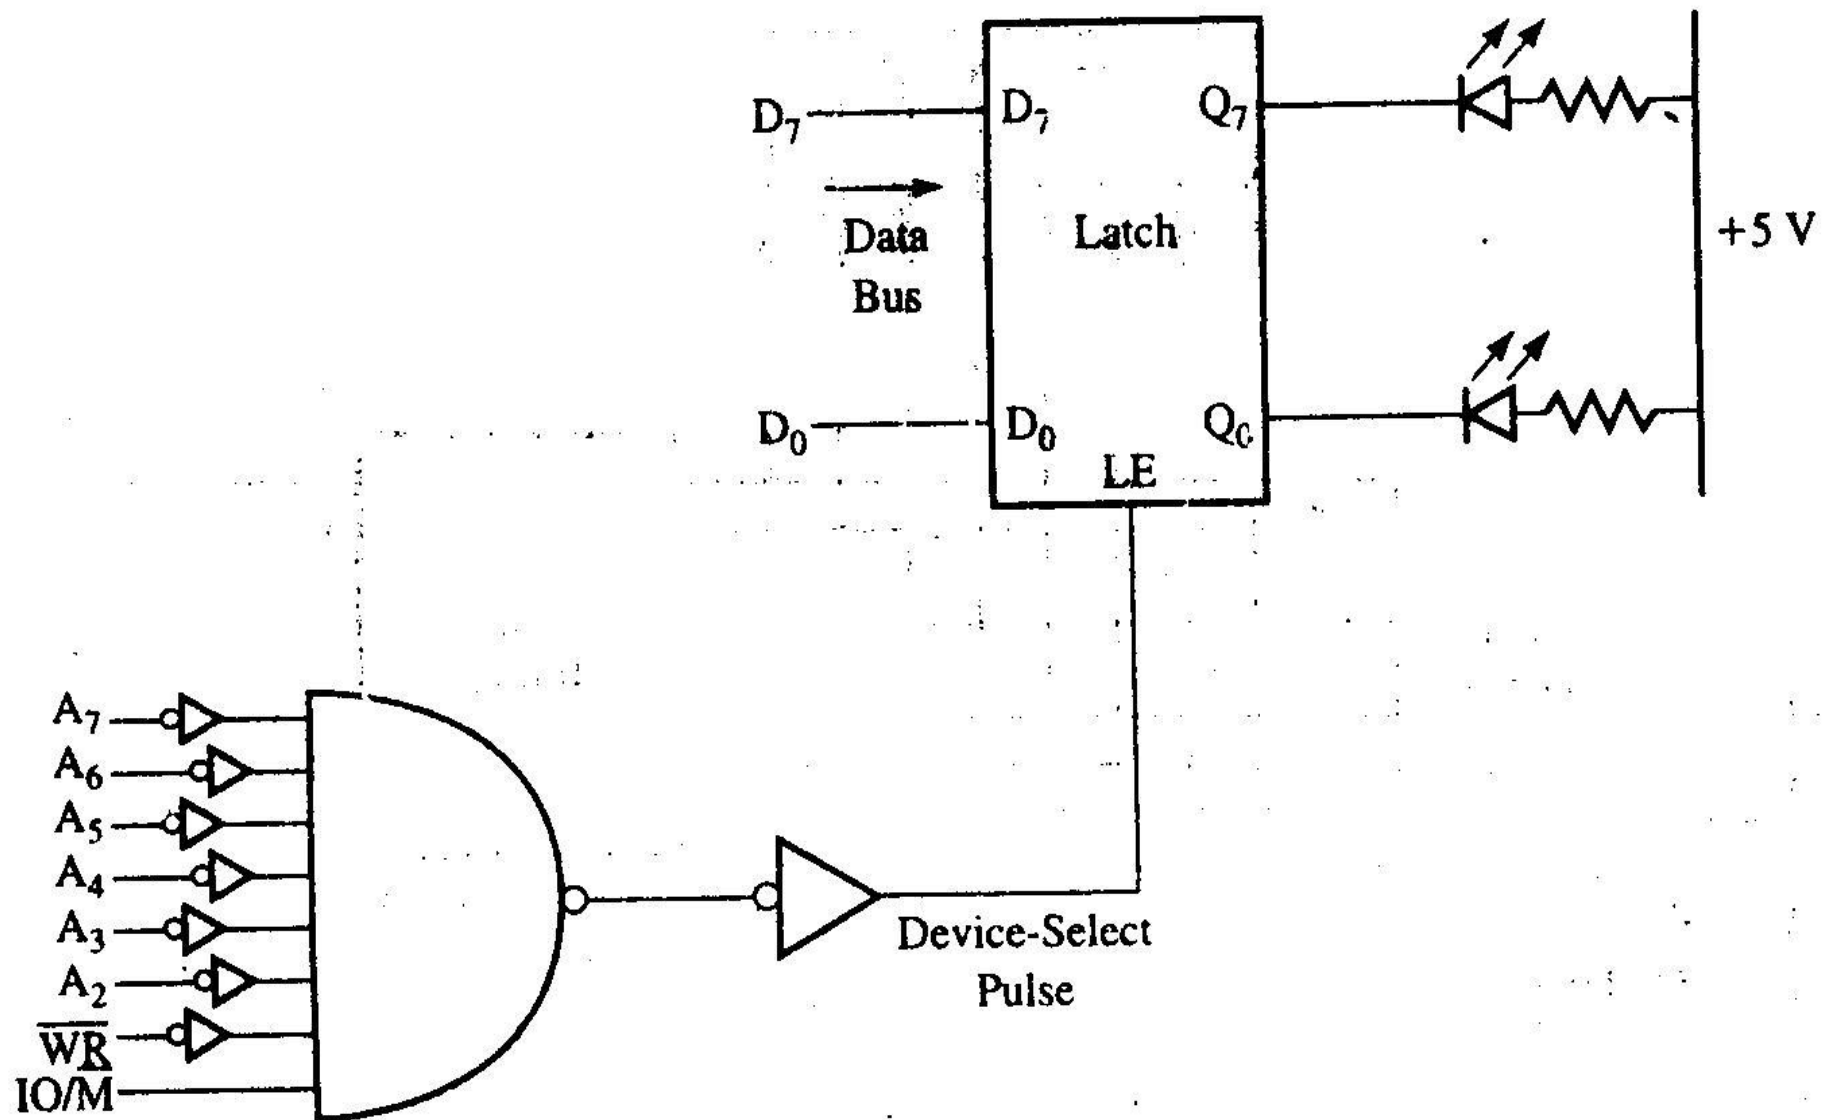 D₇ D₇ Q₇
Data Bus
Latch
+5 V
D₀ D₀ Q₀
LE
A₇
A₆
A₅
A₄
A₃
A₂
W̅R̅
IO/M̅
Device-Select
Pulse